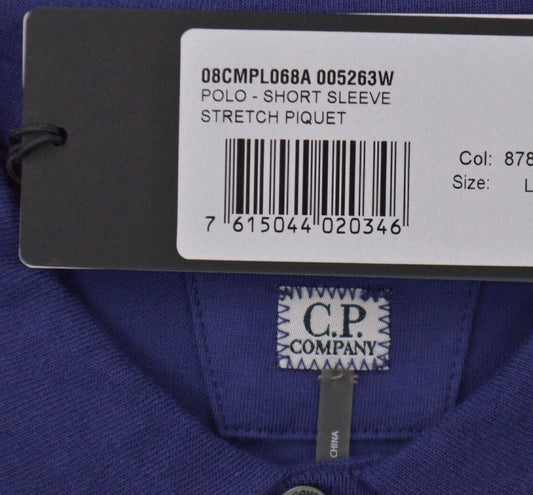 08CMPL068A 005263W
POLO - SHORT SLEEVE
STRETCH PIQUET
Col: 878
Size: L
7 615044 020346
C.P.
COMPANY
CHINA